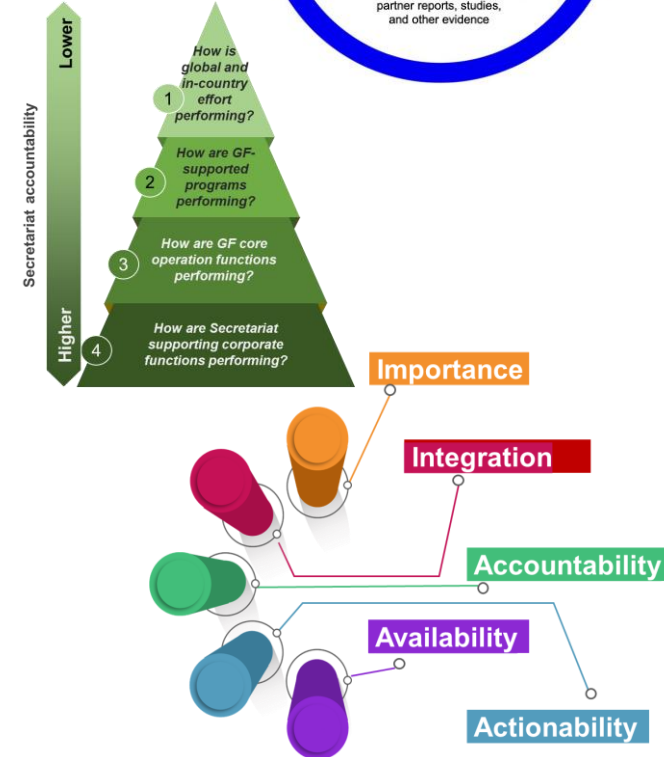 partner reports, studies,
and other evidence
Lower
Secretariat accountability
Higher
1
How is
global and
in-country
effort
performing?
2
How are GF-
supported
programs
performing?
3
How are GF core
operation functions
performing?
4
How are Secretariat
supporting corporate
functions performing?
Importance
Integration
Accountability
Availability
Actionability